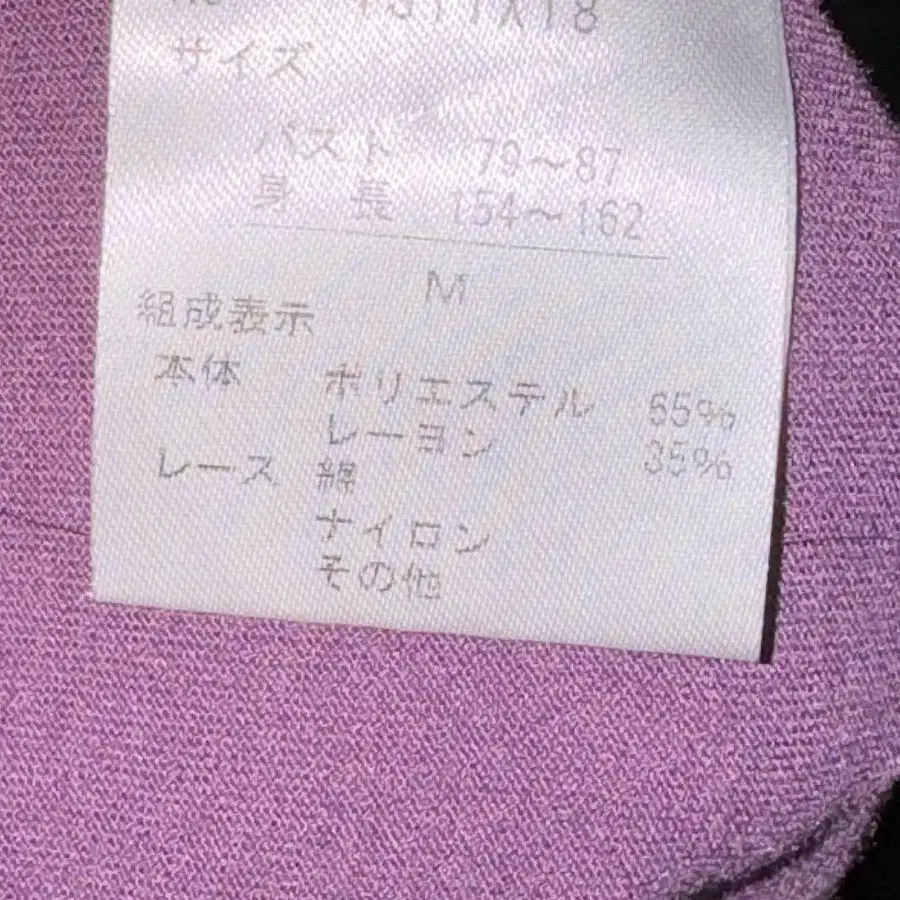 サイズ
バスト 79～87
身長 154～162
M
組成表示
本体 ポリエステル 65%
レーヨン 35%
レース 綿
ナイロン
その他